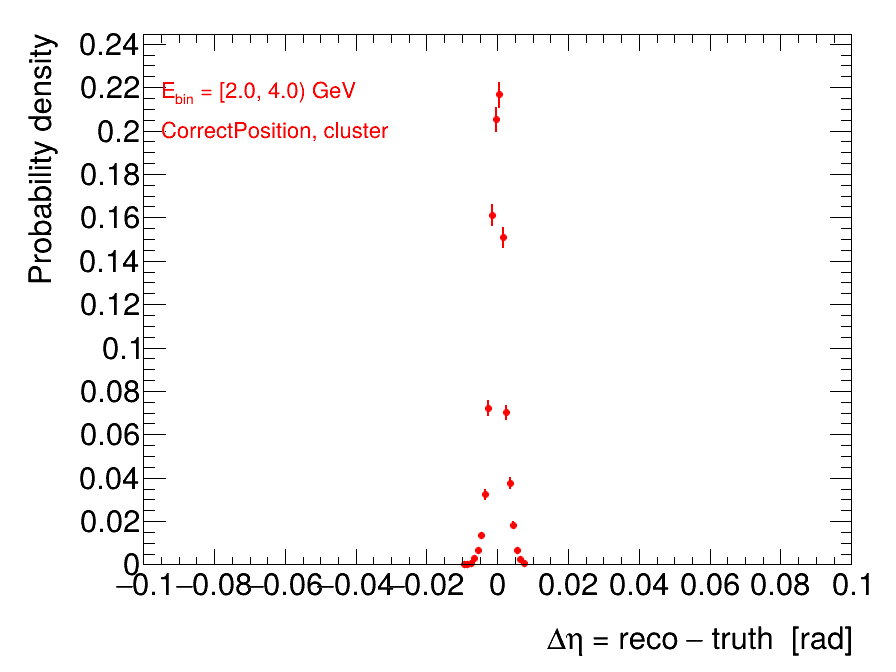 Probability density
0.24
0.22
0.2
0.18
0.16
0.14
0.12
0.1
0.08
0.06
0.04
0.02
0
E_bin = [2.0, 4.0) GeV
CorrectPosition, cluster
−0.1 −0.08 −0.06 −0.04 −0.02 0 0.02 0.04 0.06 0.08 0.1
Δη = reco − truth [rad]